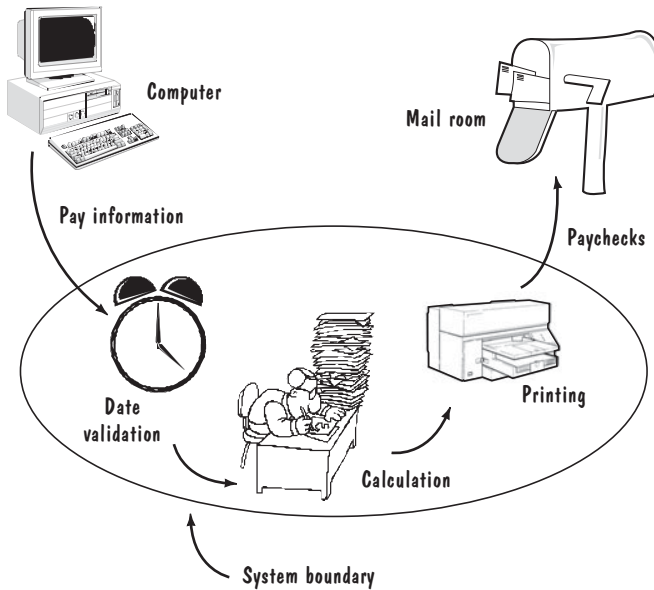 Computer
Mail room
Pay information
Paychecks
Date
validation
Calculation
Printing
System boundary